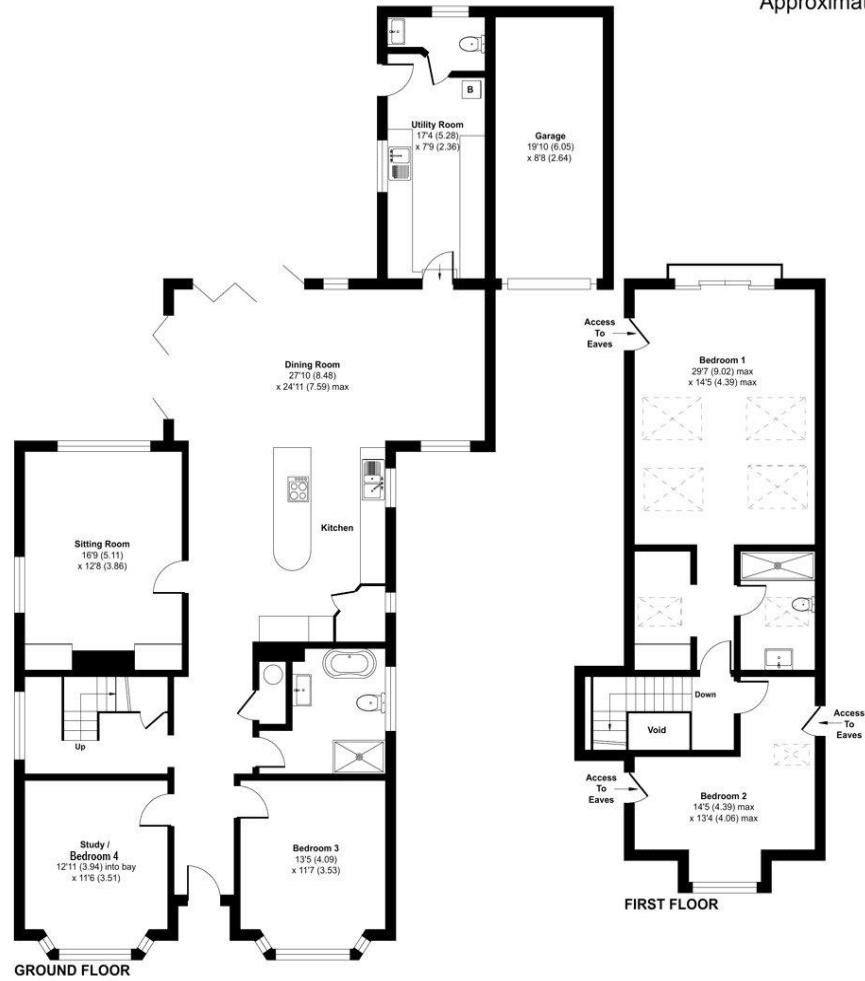 Approximat
B
Utility Room
17'4 (5.28)
x 7'9 (2.36)
Garage
19'10 (6.05)
x 8'8 (2.64)
Dining Room
27'10 (8.48)
x 24'11 (7.59) max
Access
To
Eaves
Bedroom 1
29'7 (9.02) max
x 14'5 (4.39) max
Sitting Room
16'9 (5.11)
x 12'8 (3.86)
Kitchen
Up
Down
Void
Access
To
Eaves
Access
To
Eaves
Bedroom 2
14'5 (4.39) max
x 13'4 (4.06) max
Study /
Bedroom 4
12'11 (3.94) into bay
x 11'6 (3.51)
Bedroom 3
13'5 (4.09)
x 11'7 (3.53)
FIRST FLOOR
GROUND FLOOR